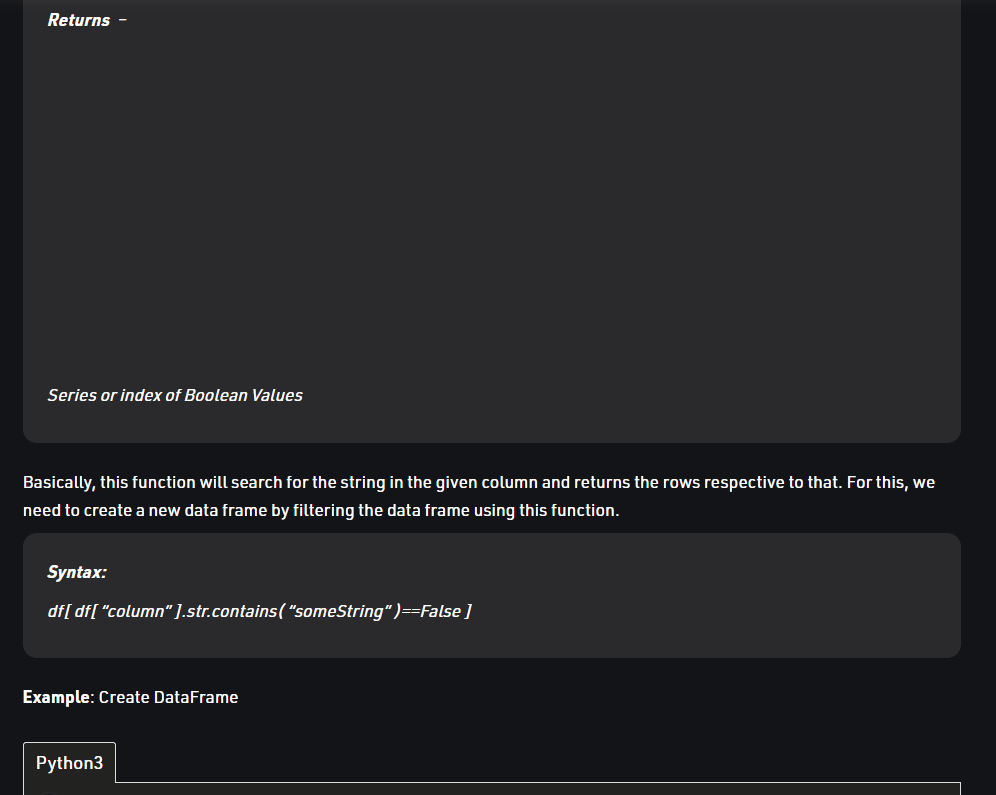 Returns –
Series or index of Boolean Values
Basically, this function will search for the string in the given column and returns the rows respective to that. For this, we
need to create a new data frame by filtering the data frame using this function.
Syntax:
df[ df[ “column” ].str.contains( “someString” )==False ]
Example: Create DataFrame
Python3